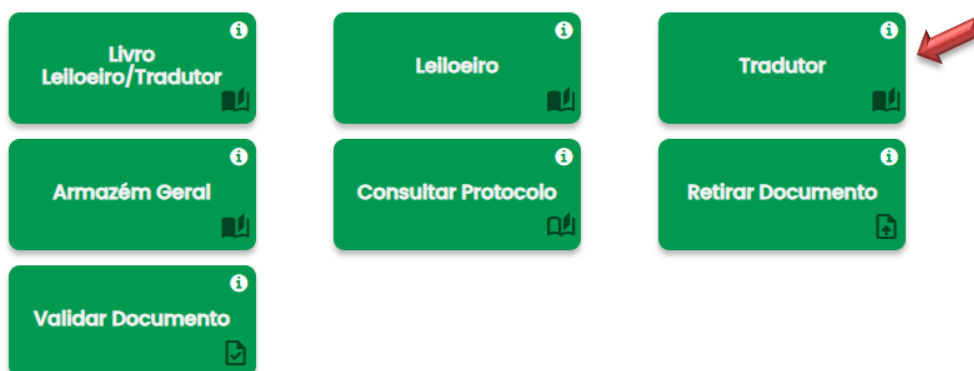 Livro
Leiloeiro/Tradutor
Leiloeiro
Tradutor
Armazém Geral
Consultar Protocolo
Retirar Documento
Validar Documento